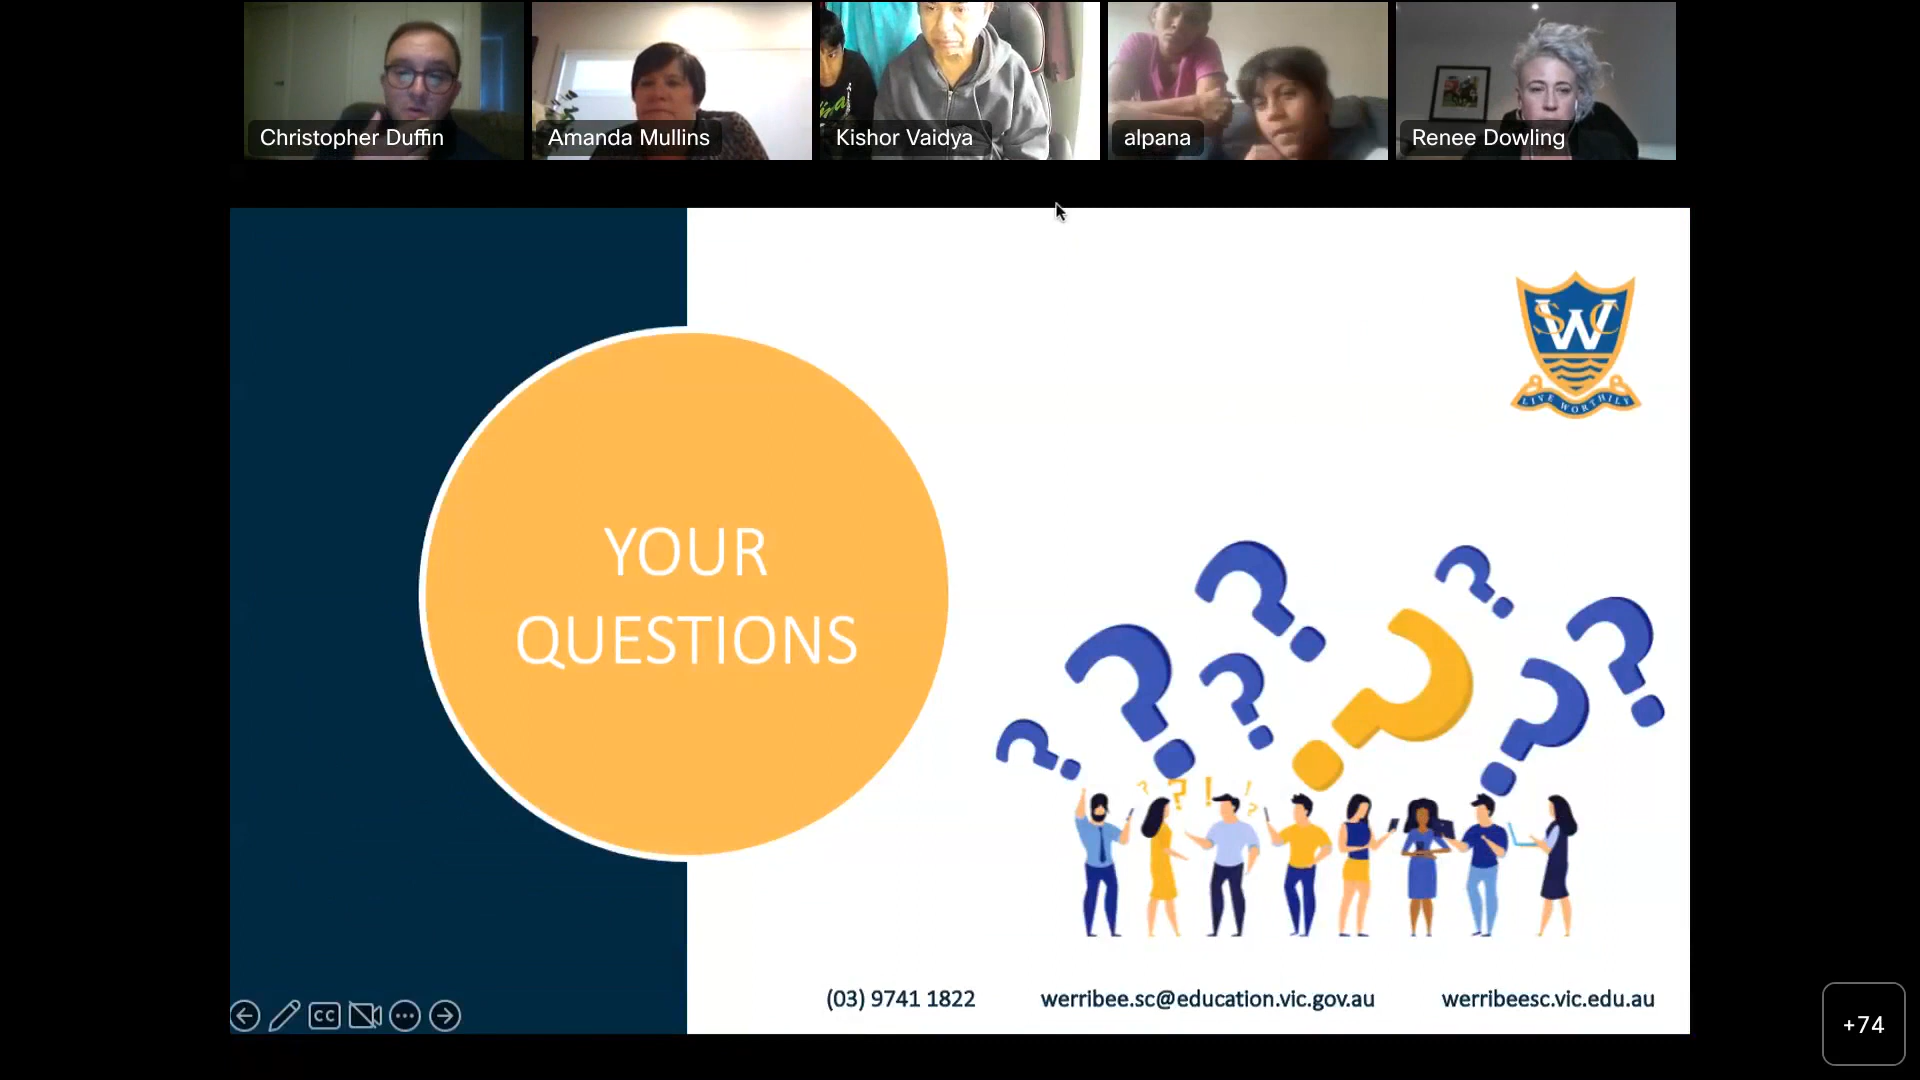 Christopher Duffin
Amanda Mullins
Kishor Vaidya
alpana
Renee Dowling
S W C
LIVE WORTHILY
YOUR
QUESTIONS
? ? ! ! ?
(03) 9741 1822
werribee.sc@education.vic.gov.au
werribeesc.vic.edu.au
CC
+74